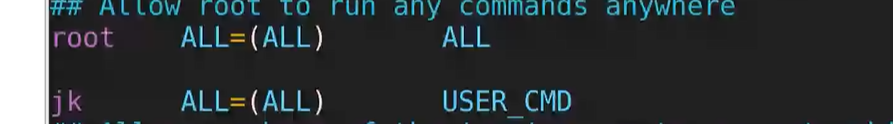 ## Allow root to run any commands anywhere
root ALL=(ALL) ALL
jk ALL=(ALL) USER_CMD